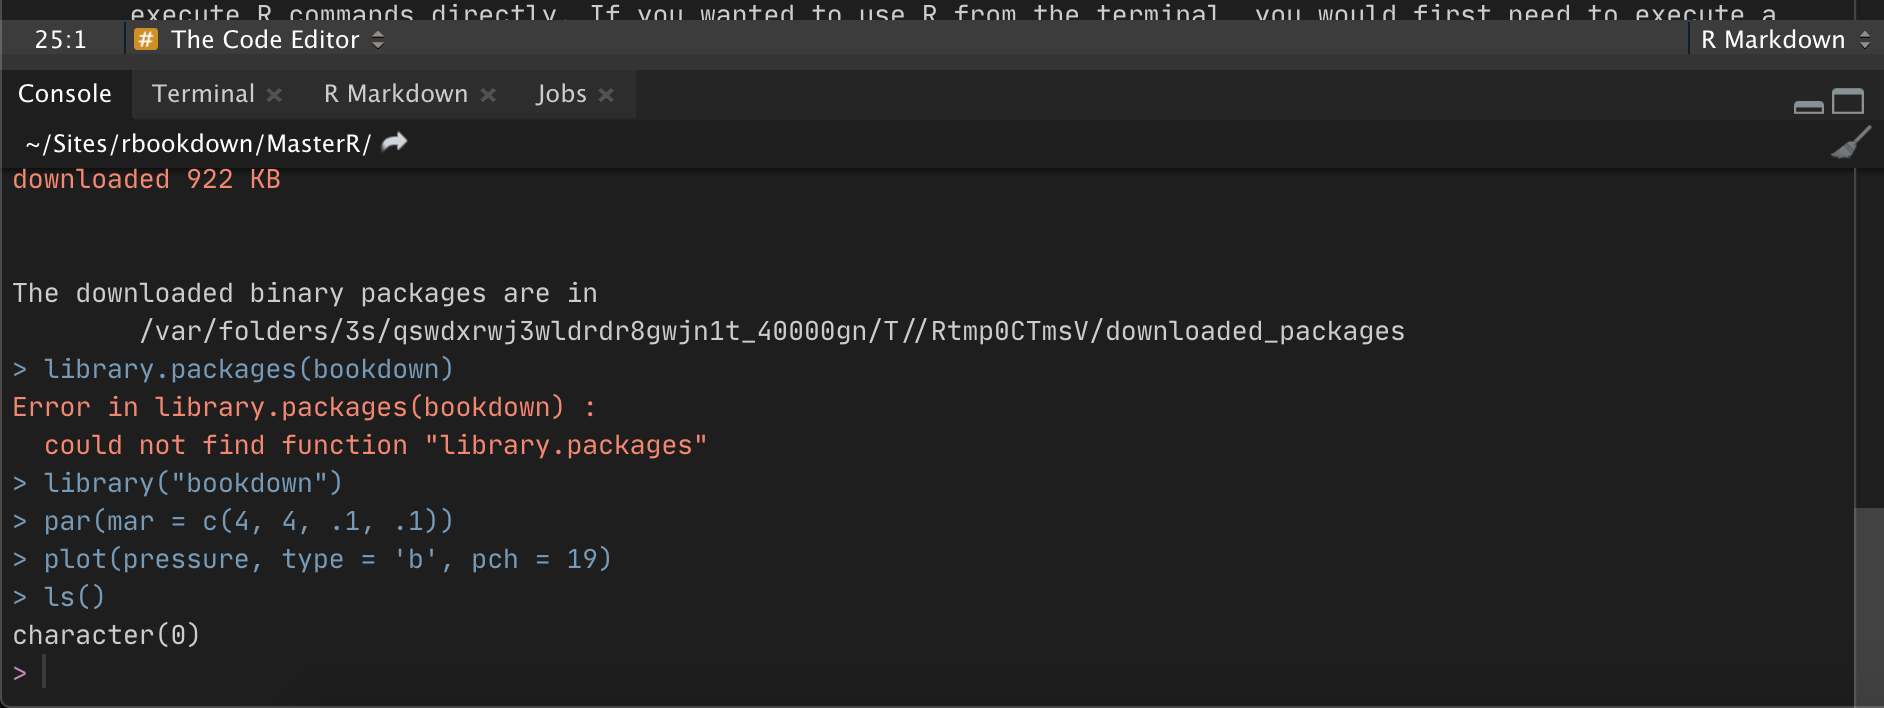 execute R commands directly. If you wanted to use R from the terminal, you would first need to execute a
25:1 # The Code Editor R Markdown
Console Terminal R Markdown Jobs
~/Sites/rbookdown/MasterR/
downloaded 922 KB
The downloaded binary packages are in
/var/folders/3s/qswdxrwj3wldrdr8gwjn1t_40000gn/T//Rtmp0CTmsV/downloaded_packages
> library.packages(bookdown)
Error in library.packages(bookdown) :
could not find function "library.packages"
> library("bookdown")
> par(mar = c(4, 4, .1, .1))
> plot(pressure, type = 'b', pch = 19)
> ls()
character(0)
>